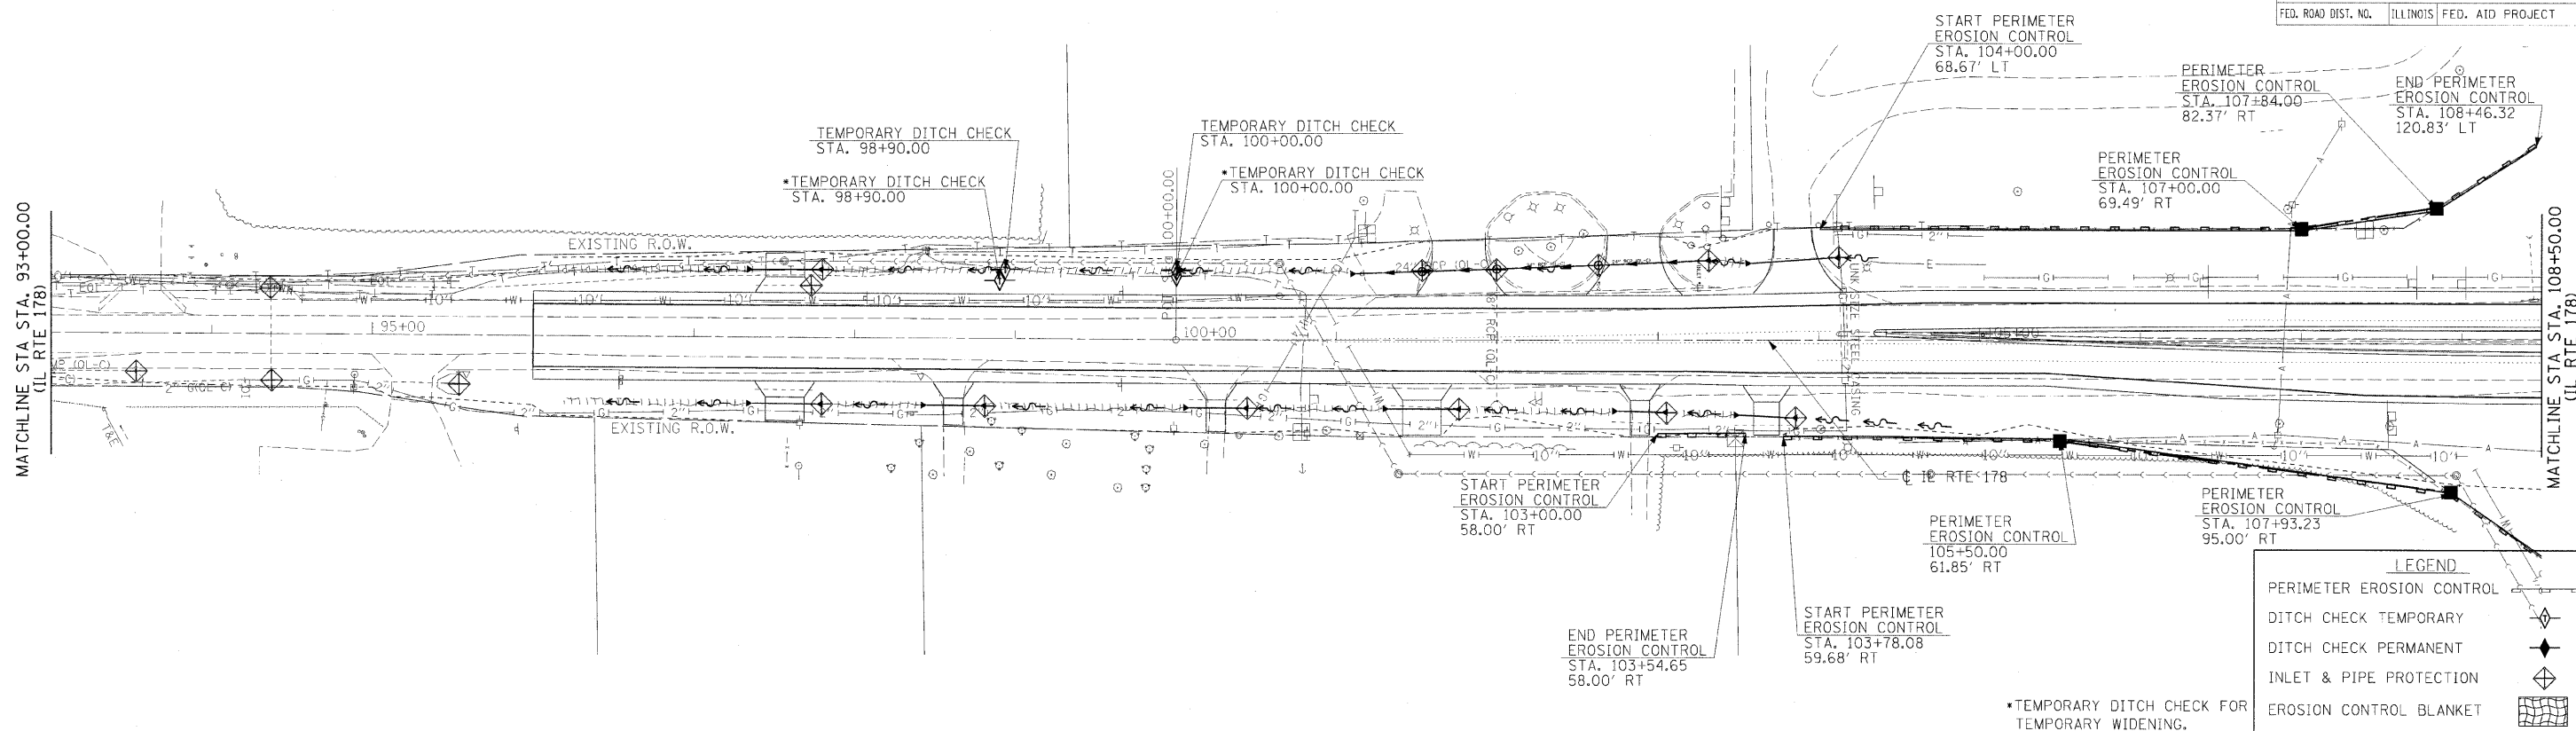 FED. ROAD DIST. NO. ILLINOIS FED. AID PROJECT
START PERIMETER
EROSION CONTROL
STA. 104+00.00
68.67' LT
PERIMETER
EROSION CONTROL
STA. 107+84.00
82.37' RT
END PERIMETER
EROSION CONTROL
STA. 108+46.32
120.83' LT
TEMPORARY DITCH CHECK
STA. 98+90.00
TEMPORARY DITCH CHECK
STA. 100+00.00
*TEMPORARY DITCH CHECK
STA. 98+90.00
*TEMPORARY DITCH CHECK
STA. 100+00.00
PERIMETER
EROSION CONTROL
STA. 107+00.00
69.49' RT
MATCHLINE STA STA. 93+00.00
(IL RTE 178)
MATCHLINE STA STA. 108+50.00
(IL RTE 178)
EXISTING R.O.W.
95+00
100+00
EXISTING R.O.W.
T&E
℄ IL RTE 178
START PERIMETER
EROSION CONTROL
STA. 103+00.00
58.00' RT
PERIMETER
EROSION CONTROL
105+50.00
61.85' RT
PERIMETER
EROSION CONTROL
STA. 107+93.23
95.00' RT
END PERIMETER
EROSION CONTROL
STA. 103+54.65
58.00' RT
START PERIMETER
EROSION CONTROL
STA. 103+78.08
59.68' RT
LEGEND
PERIMETER EROSION CONTROL
DITCH CHECK TEMPORARY
DITCH CHECK PERMANENT
INLET & PIPE PROTECTION
EROSION CONTROL BLANKET
*TEMPORARY DITCH CHECK FOR
TEMPORARY WIDENING.